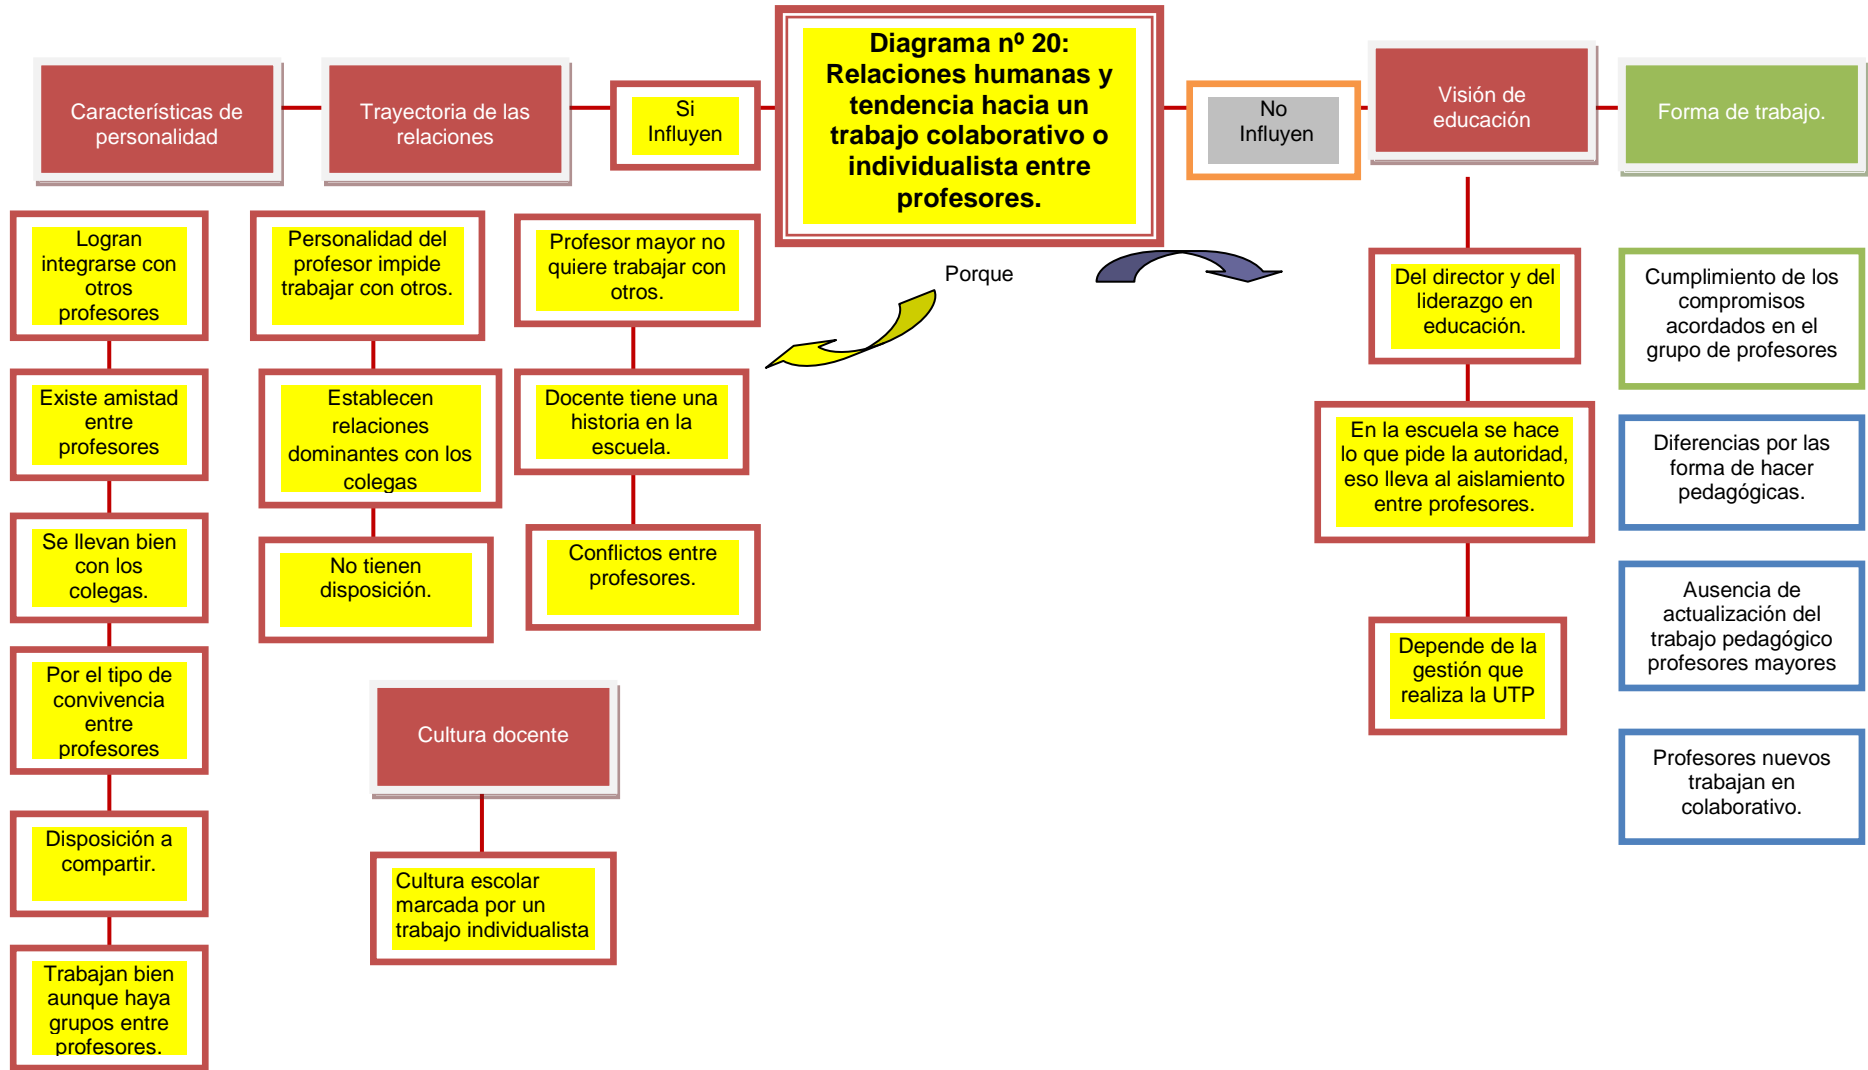 Diagrama nº 20:
Relaciones humanas y
tendencia hacia un
trabajo colaborativo o
individualista entre
profesores.
Características de
personalidad
Trayectoria de las
relaciones
Si
Influyen
No
Influyen
Visión de
educación
Forma de trabajo.
Porque
Logran
integrarse con
otros
profesores
Existe amistad
entre
profesores
Se llevan bien
con los
colegas.
Por el tipo de
convivencia
entre
profesores
Disposición a
compartir.
Trabajan bien
aunque haya
grupos entre
profesores.
Personalidad del
profesor impide
trabajar con otros.
Establecen
relaciones
dominantes con los
colegas
No tienen
disposición.
Profesor mayor no
quiere trabajar con
otros.
Docente tiene una
historia en la
escuela.
Conflictos entre
profesores.
Cultura docente
Cultura escolar
marcada por un
trabajo individualista
Del director y del
liderazgo en
educación.
En la escuela se hace
lo que pide la autoridad,
eso lleva al aislamiento
entre profesores.
Depende de la
gestión que
realiza la UTP
Cumplimiento de los
compromisos
acordados en el
grupo de profesores
Diferencias por las
forma de hacer
pedagógicas.
Ausencia de
actualización del
trabajo pedagógico
profesores mayores
Profesores nuevos
trabajan en
colaborativo.